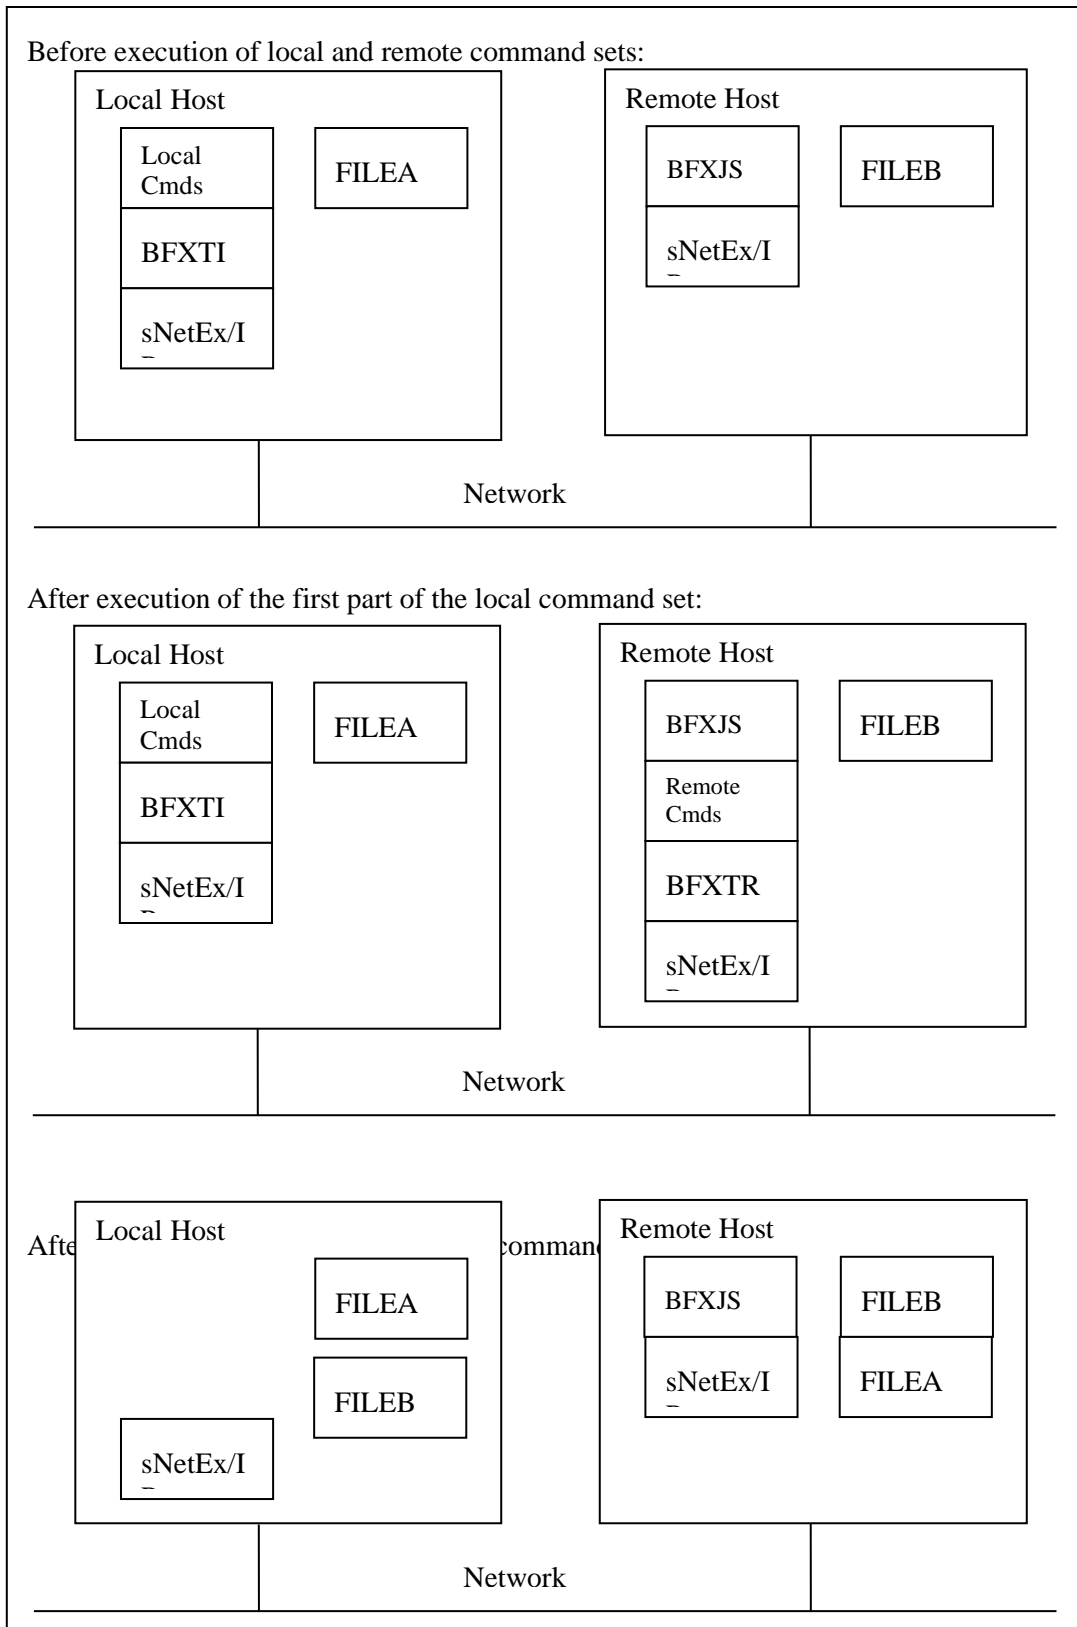 Before execution of local and remote command sets:
Local Host
Local
Cmds
FILEA
BFXTI
sNetEx/I
Remote Host
BFXJS
FILEB
sNetEx/I
Network
After execution of the first part of the local command set:
Local Host
Local
Cmds
FILEA
BFXTI
sNetEx/I
Remote Host
BFXJS
FILEB
Remote
Cmds
BFXTR
sNetEx/I
Network
Local Host
FILEA
FILEB
sNetEx/I
Remote Host
BFXJS
FILEB
sNetEx/I
FILEA
Network